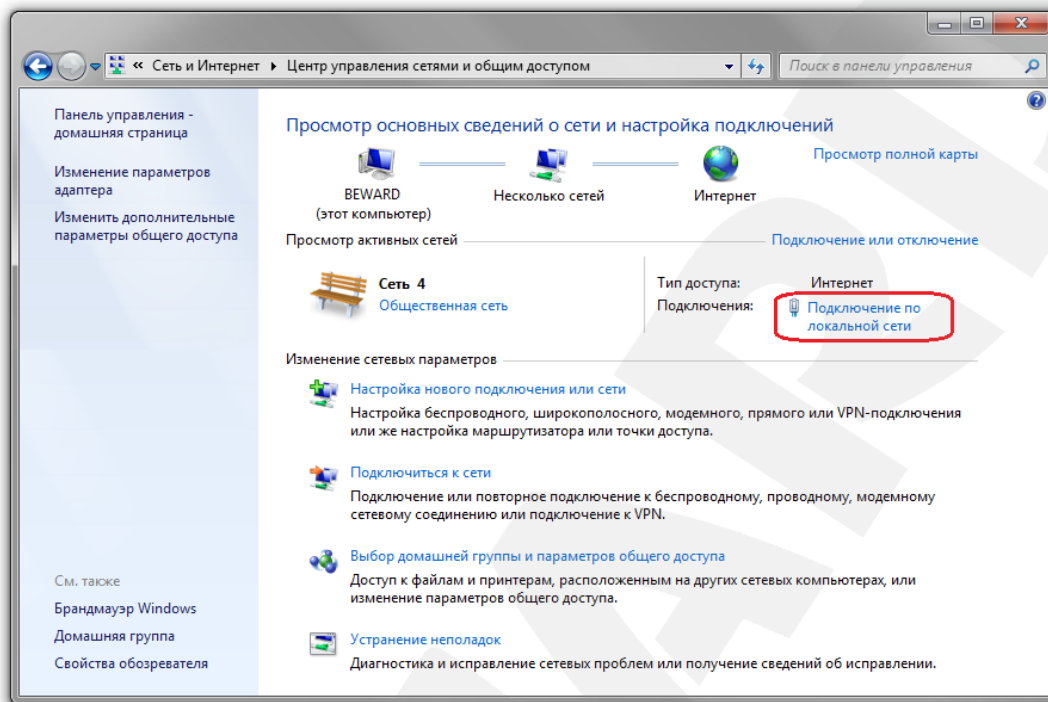 « Сеть и Интернет ▸ Центр управления сетями и общим доступом
Поиск в панели управления
Панель управления -
домашняя страница
Изменение параметров
адаптера
Изменить дополнительные
параметры общего доступа
См. также
Брандмауэр Windows
Домашняя группа
Свойства обозревателя
Просмотр основных сведений о сети и настройка подключений
Просмотр полной карты
BEWARD
(этот компьютер)
Несколько сетей
Интернет
Просмотр активных сетей
Подключение или отключение
Сеть 4
Общественная сеть
Тип доступа: Интернет
Подключения: Подключение по
локальной сети
Изменение сетевых параметров
Настройка нового подключения или сети
Настройка беспроводного, широкополосного, модемного, прямого или VPN-подключения
или же настройка маршрутизатора или точки доступа.
Подключиться к сети
Подключение или повторное подключение к беспроводному, проводному, модемному
сетевому соединению или подключение к VPN.
Выбор домашней группы и параметров общего доступа
Доступ к файлам и принтерам, расположенным на других сетевых компьютерах, или
изменение параметров общего доступа.
Устранение неполадок
Диагностика и исправление сетевых проблем или получение сведений об исправлении.